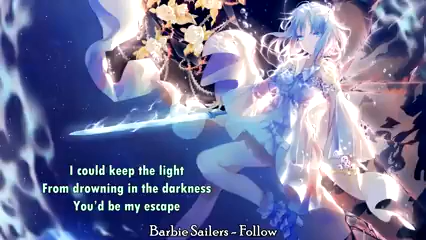 I could keep the light
From drowning in the darkness
You'd be my escape
Barbie Sailers - Follow